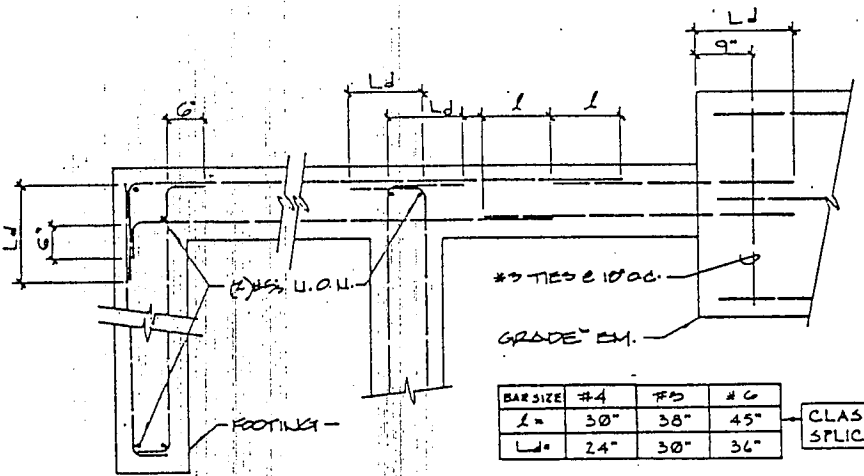 Ld
9"
Ld
6"
Ld
l
l
Ld
6"
(2) #5's U.O.N.
#3 TIES @ 18" O.C.
GRADE BM.
FOOTING
BAR SIZE #4 #5 #6
l = 30" 38" 45"
Ld = 24" 30" 36"
CLAS
SPLIC